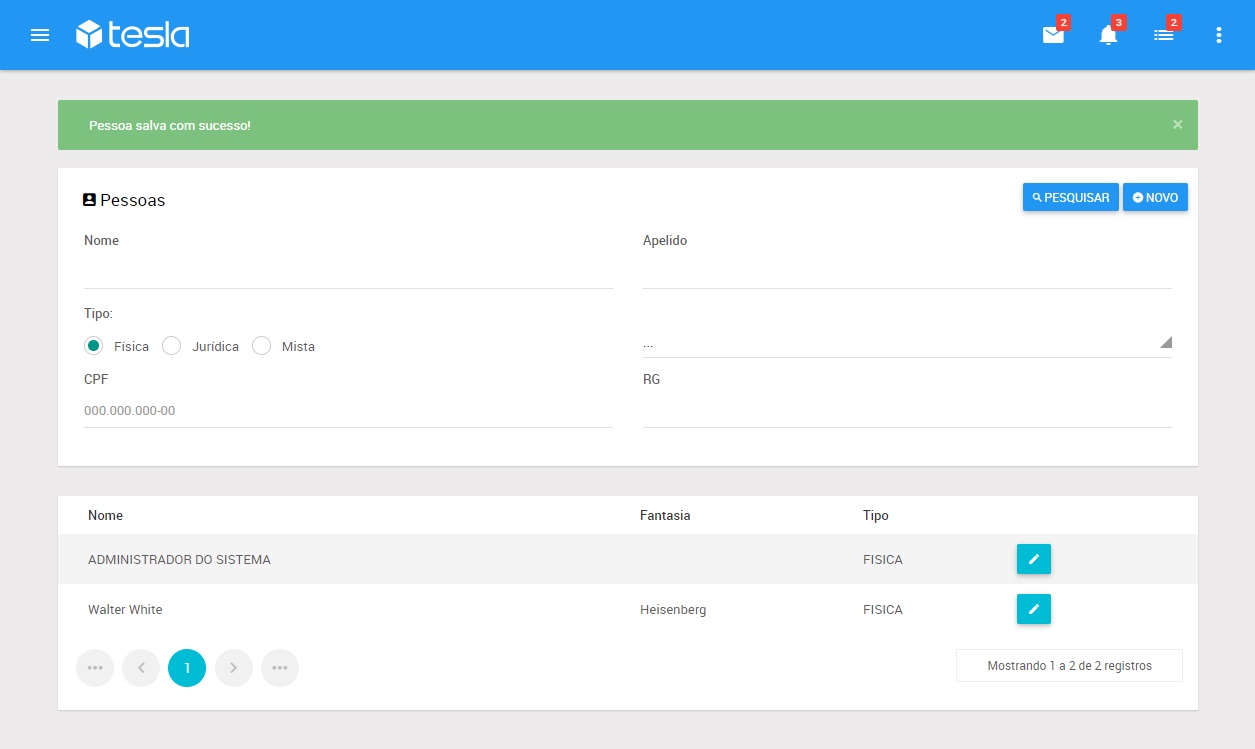 tesla
2
3
2
Pessoa salva com sucesso!
×
Pessoas
PESQUISAR
NOVO
Nome
Apelido
Tipo:
Física
Jurídica
Mista
...
CPF
RG
000.000.000-00
Nome Fantasia Tipo
ADMINISTRADOR DO SISTEMA FISICA
Walter White Heisenberg FISICA
1
Mostrando 1 a 2 de 2 registros